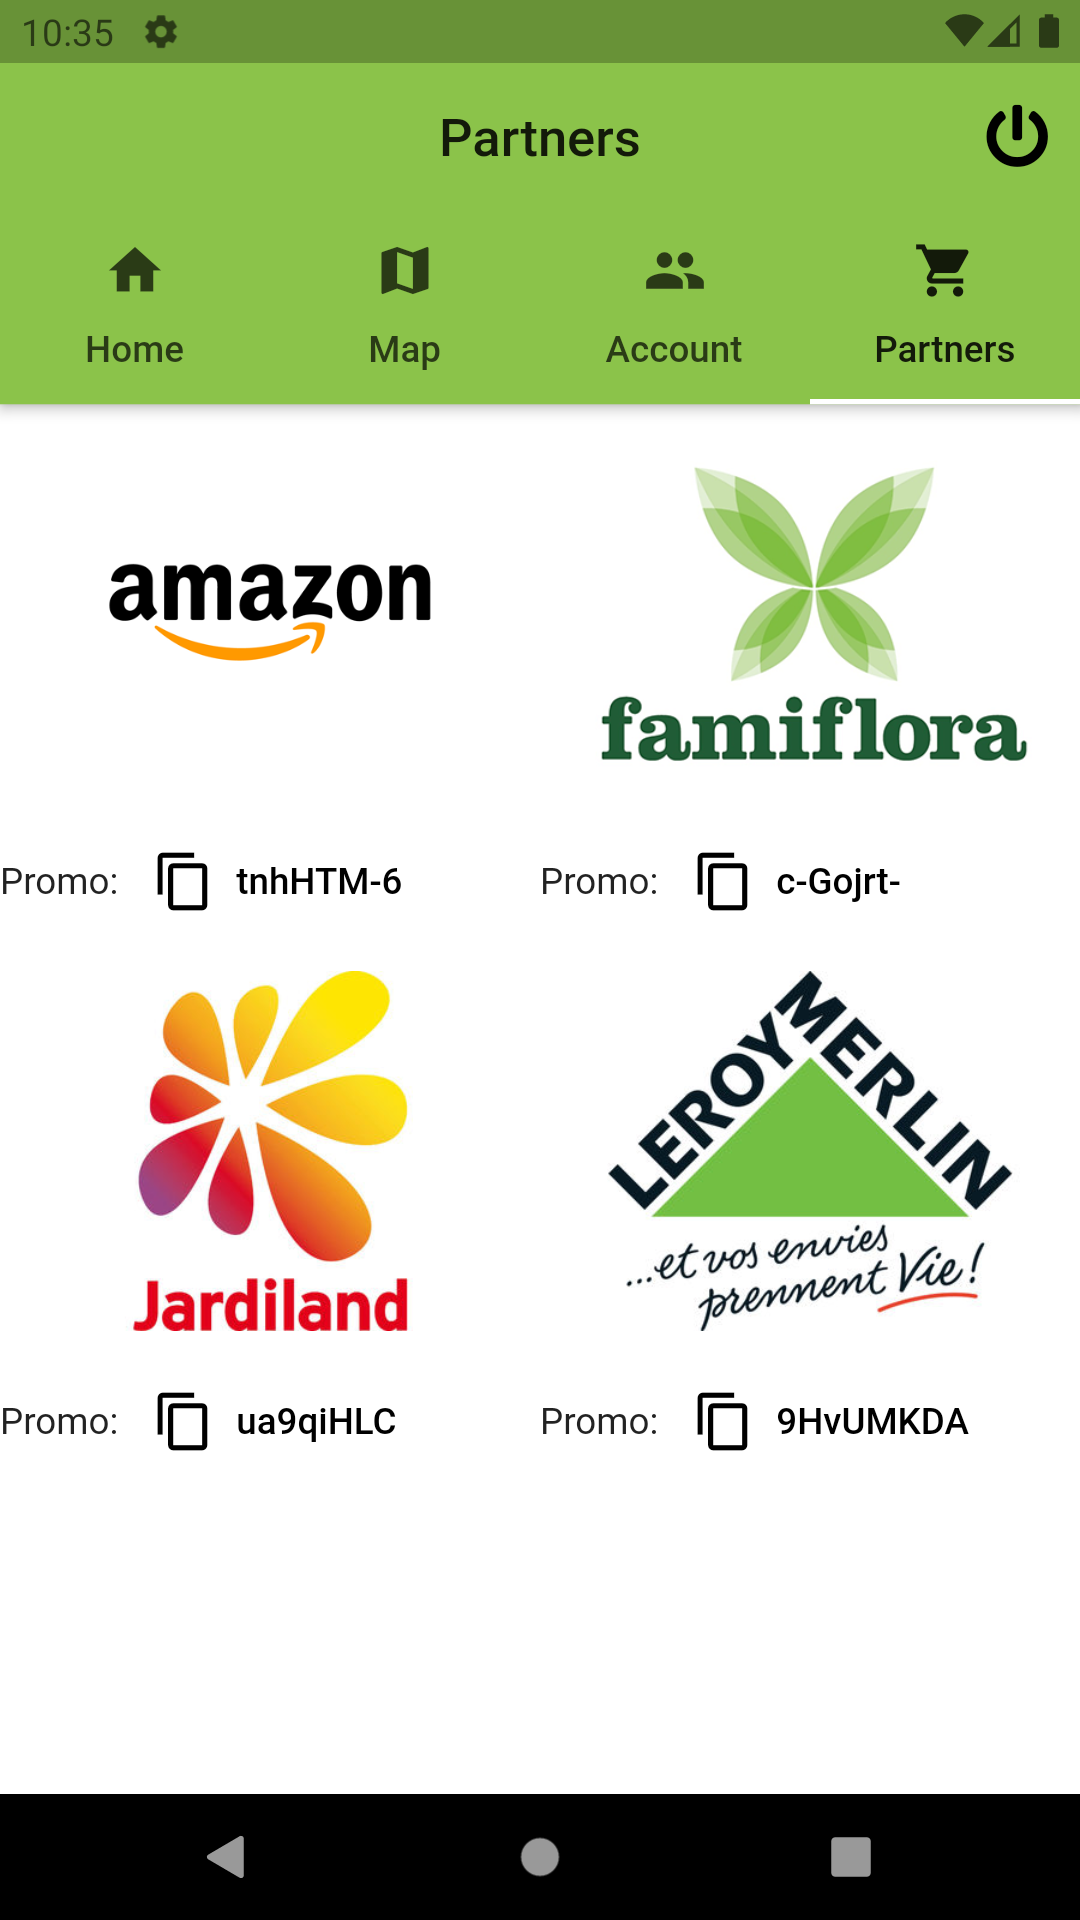 10:35
Partners
Home Map Account Partners
amazon famiflora
Promo: tnhHTM-6 Promo: c-Gojrt-
Jardiland LEROY MERLIN
...et vos envies
prennent Vie !
Promo: ua9qiHLC Promo: 9HvUMKDA